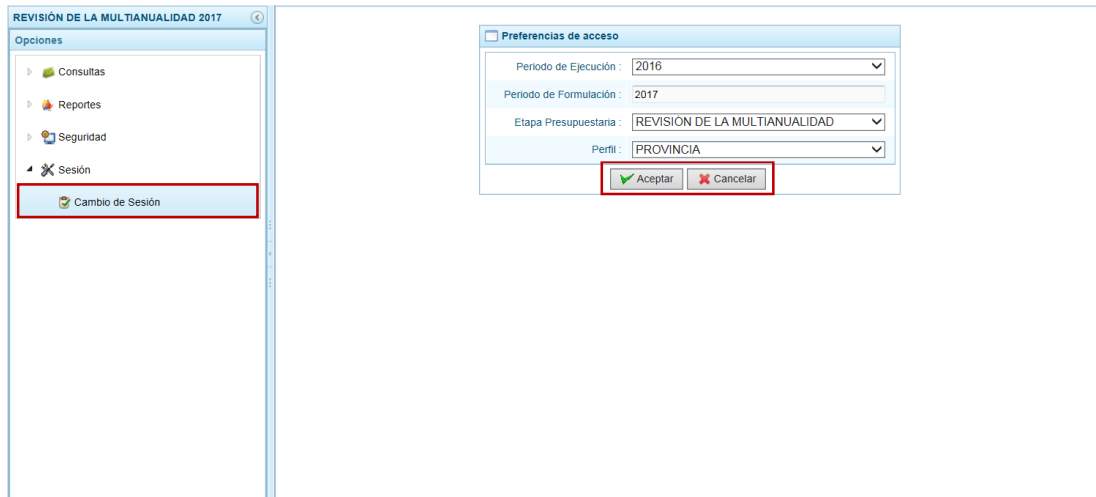 REVISIÓN DE LA MULTIANUALIDAD 2017
Opciones
Consultas
Reportes
Seguridad
Sesión
Cambio de Sesión
Preferencias de acceso
Periodo de Ejecución : 2016
Periodo de Formulación : 2017
Etapa Presupuestaria : REVISIÓN DE LA MULTIANUALIDAD
Perfil : PROVINCIA
Aceptar Cancelar